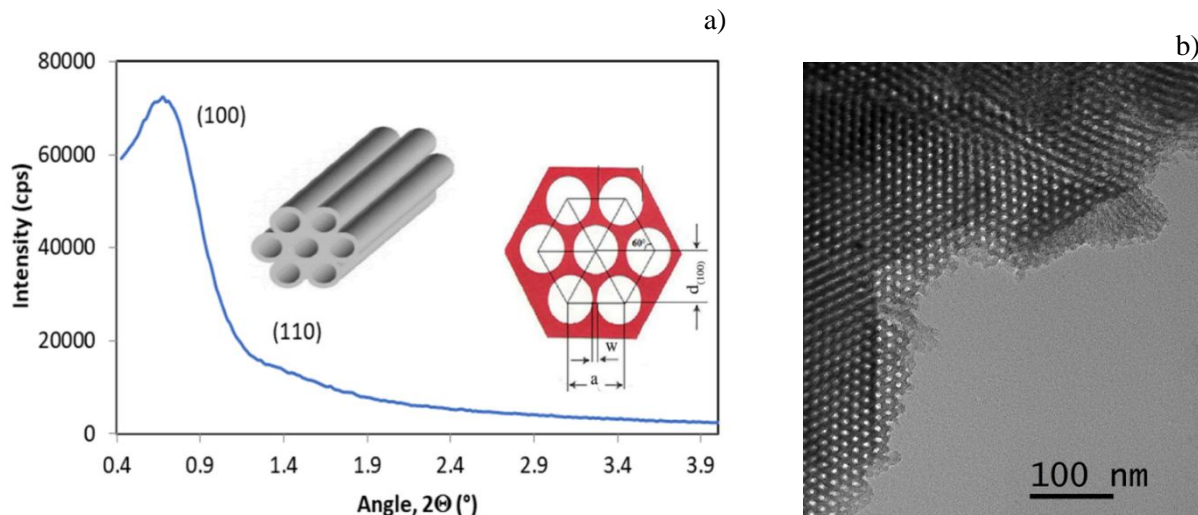 a)
b)
80000
60000
40000
20000
0
Intensity (cps)
(100)
(110)
60°
d(100)
w
a
0.4 0.9 1.4 1.9 2.4 2.9 3.4 3.9
Angle, 2Θ (°)
100 nm